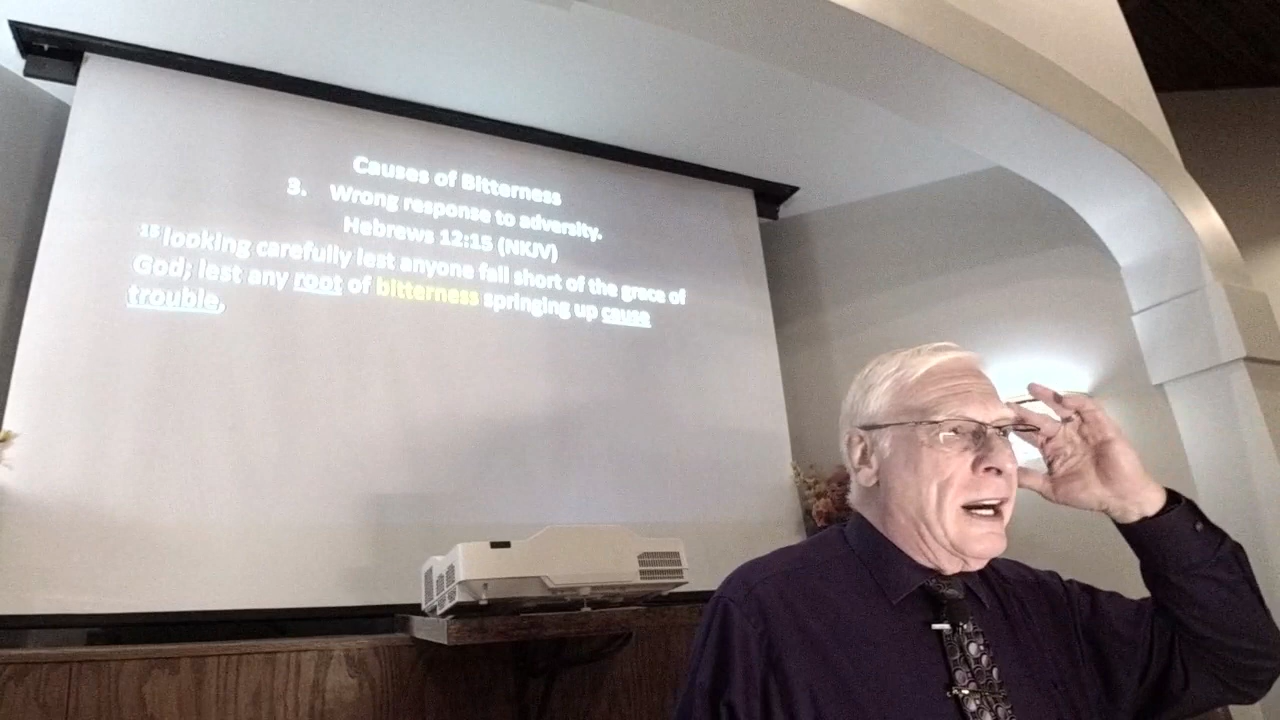 Causes of Bitterness
3. Wrong response to adversity.
Hebrews 12:15 (NKJV)
15 looking carefully lest anyone fall short of the grace of
God; lest any root of bitterness springing up cause
trouble,